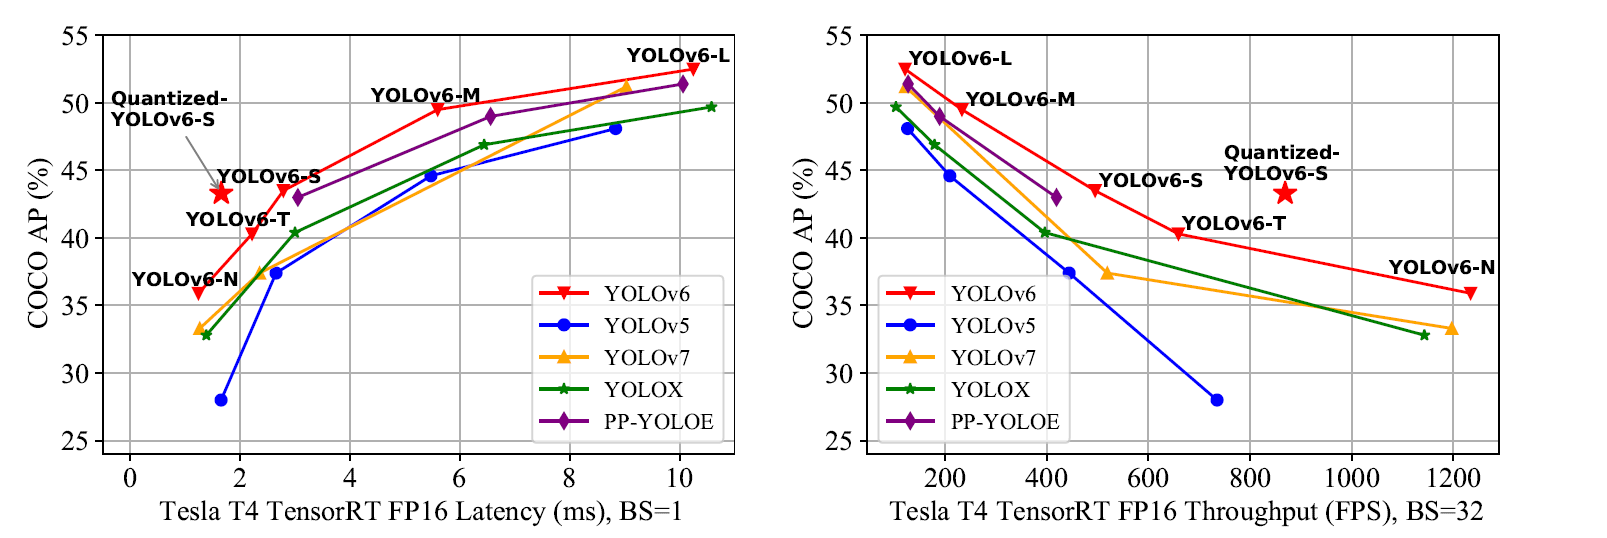 55
50
45
40
35
30
25
COCO AP (%)
YOLOv6-L
YOLOv6-M
Quantized-
YOLOv6-S
YOLOv6-S
YOLOv6-T
YOLOv6-N
YOLOv6
YOLOv5
YOLOv7
YOLOX
PP-YOLOE
0 2 4 6 8 10
Tesla T4 TensorRT FP16 Latency (ms), BS=1
55
50
45
40
35
30
25
COCO AP (%)
YOLOv6-L
YOLOv6-M
Quantized-
YOLOv6-S
YOLOv6-S
YOLOv6-T
YOLOv6-N
YOLOv6
YOLOv5
YOLOv7
YOLOX
PP-YOLOE
200 400 600 800 1000 1200
Tesla T4 TensorRT FP16 Throughput (FPS), BS=32